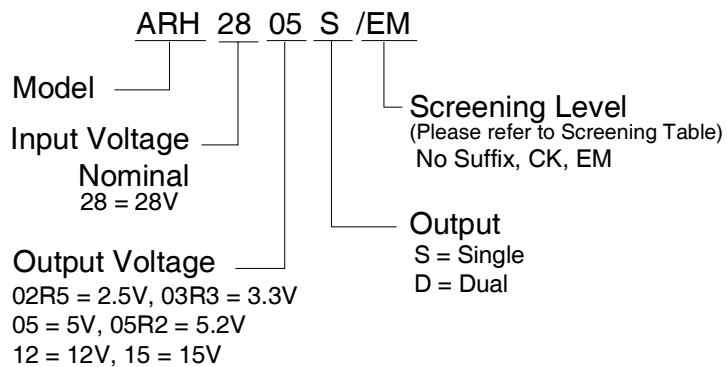 ARH 28 05 S /EM
Model
Input Voltage
Nominal
28 = 28V
Output Voltage
02R5 = 2.5V, 03R3 = 3.3V
05 = 5V, 05R2 = 5.2V
12 = 12V, 15 = 15V
Screening Level
(Please refer to Screening Table)
No Suffix, CK, EM
Output
S = Single
D = Dual